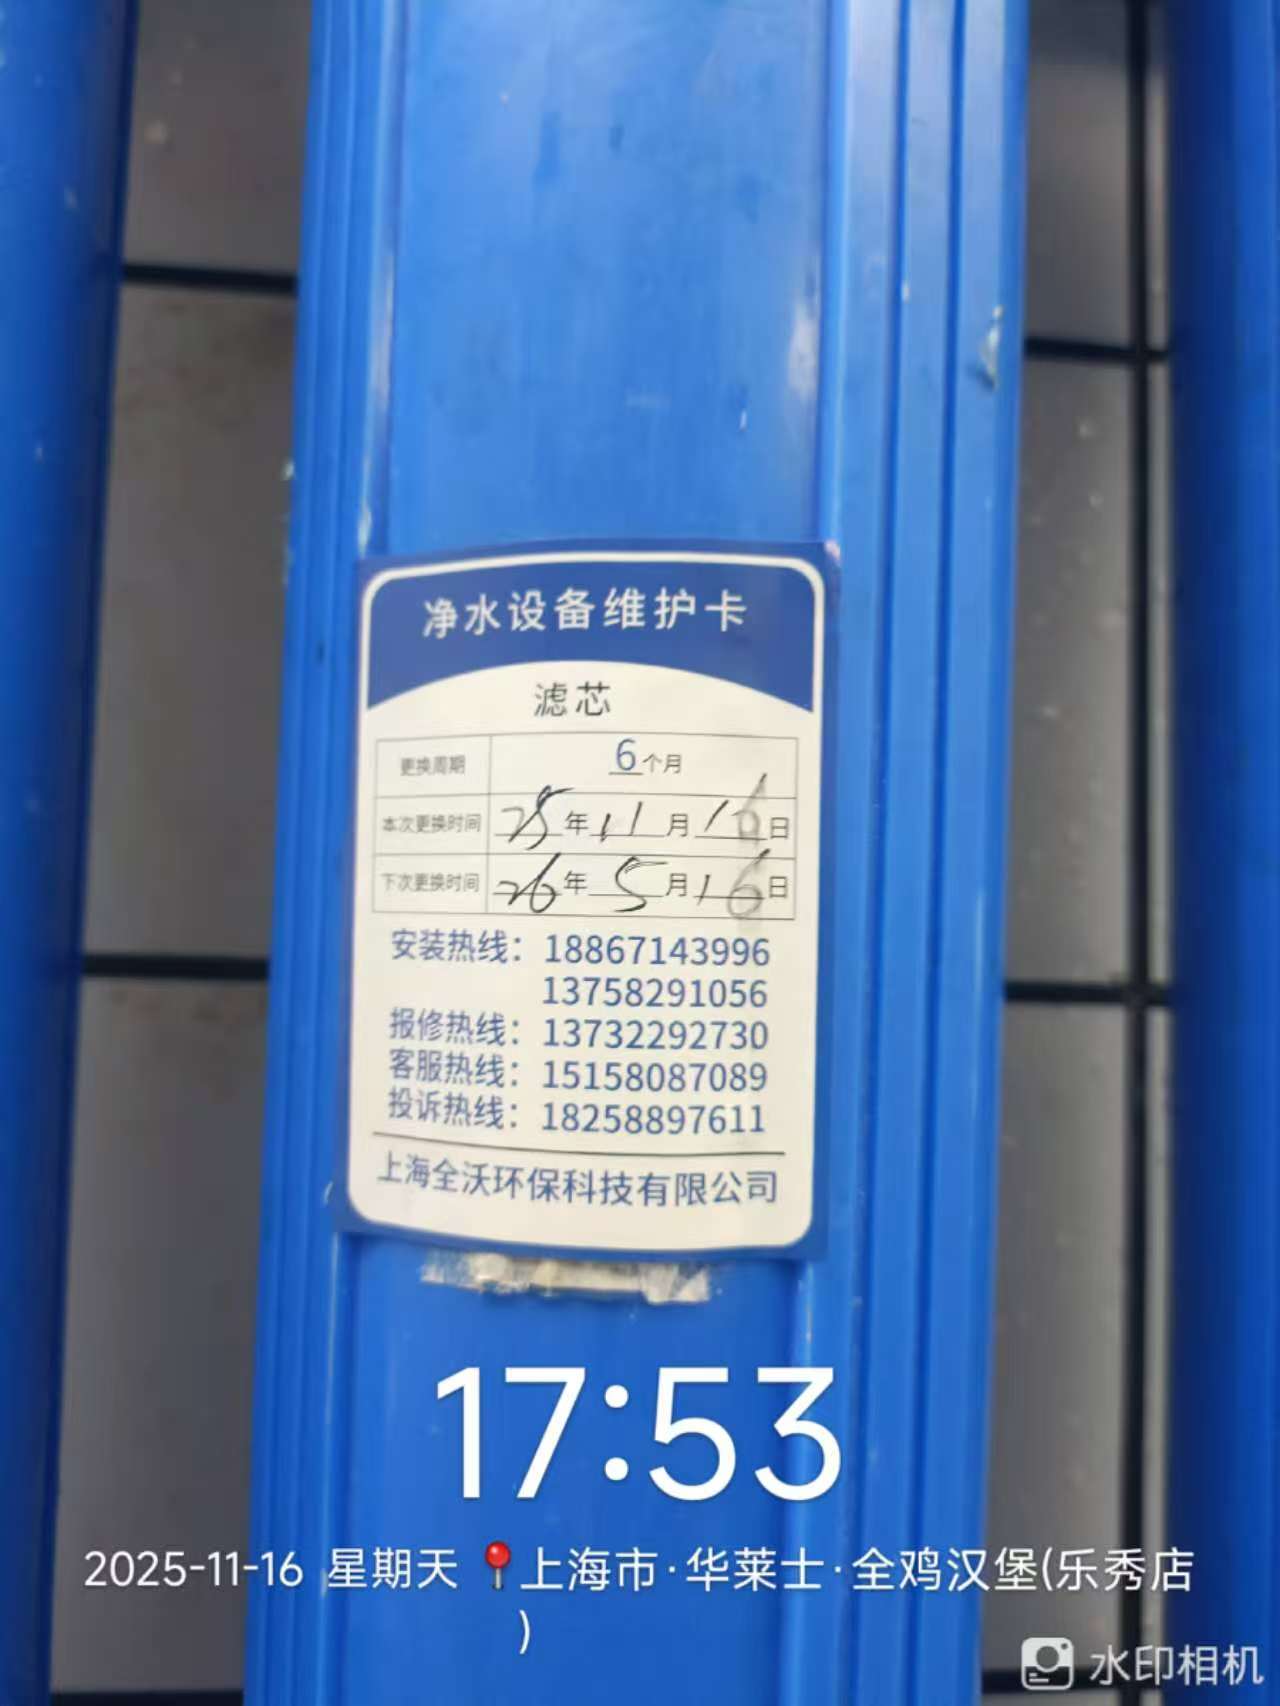 净水设备维护卡
滤芯
更换周期 6个月
本次更换时间 25年11月16日
下次更换时间 26年5月16日
安装热线：18867143996
13758291056
报修热线：13732292730
客服热线：15158087089
投诉热线：18258897611
上海全沃环保科技有限公司
17:53
2025-11-16 星期天 📍上海市·华莱士·全鸡汉堡(乐秀店
)
水印相机